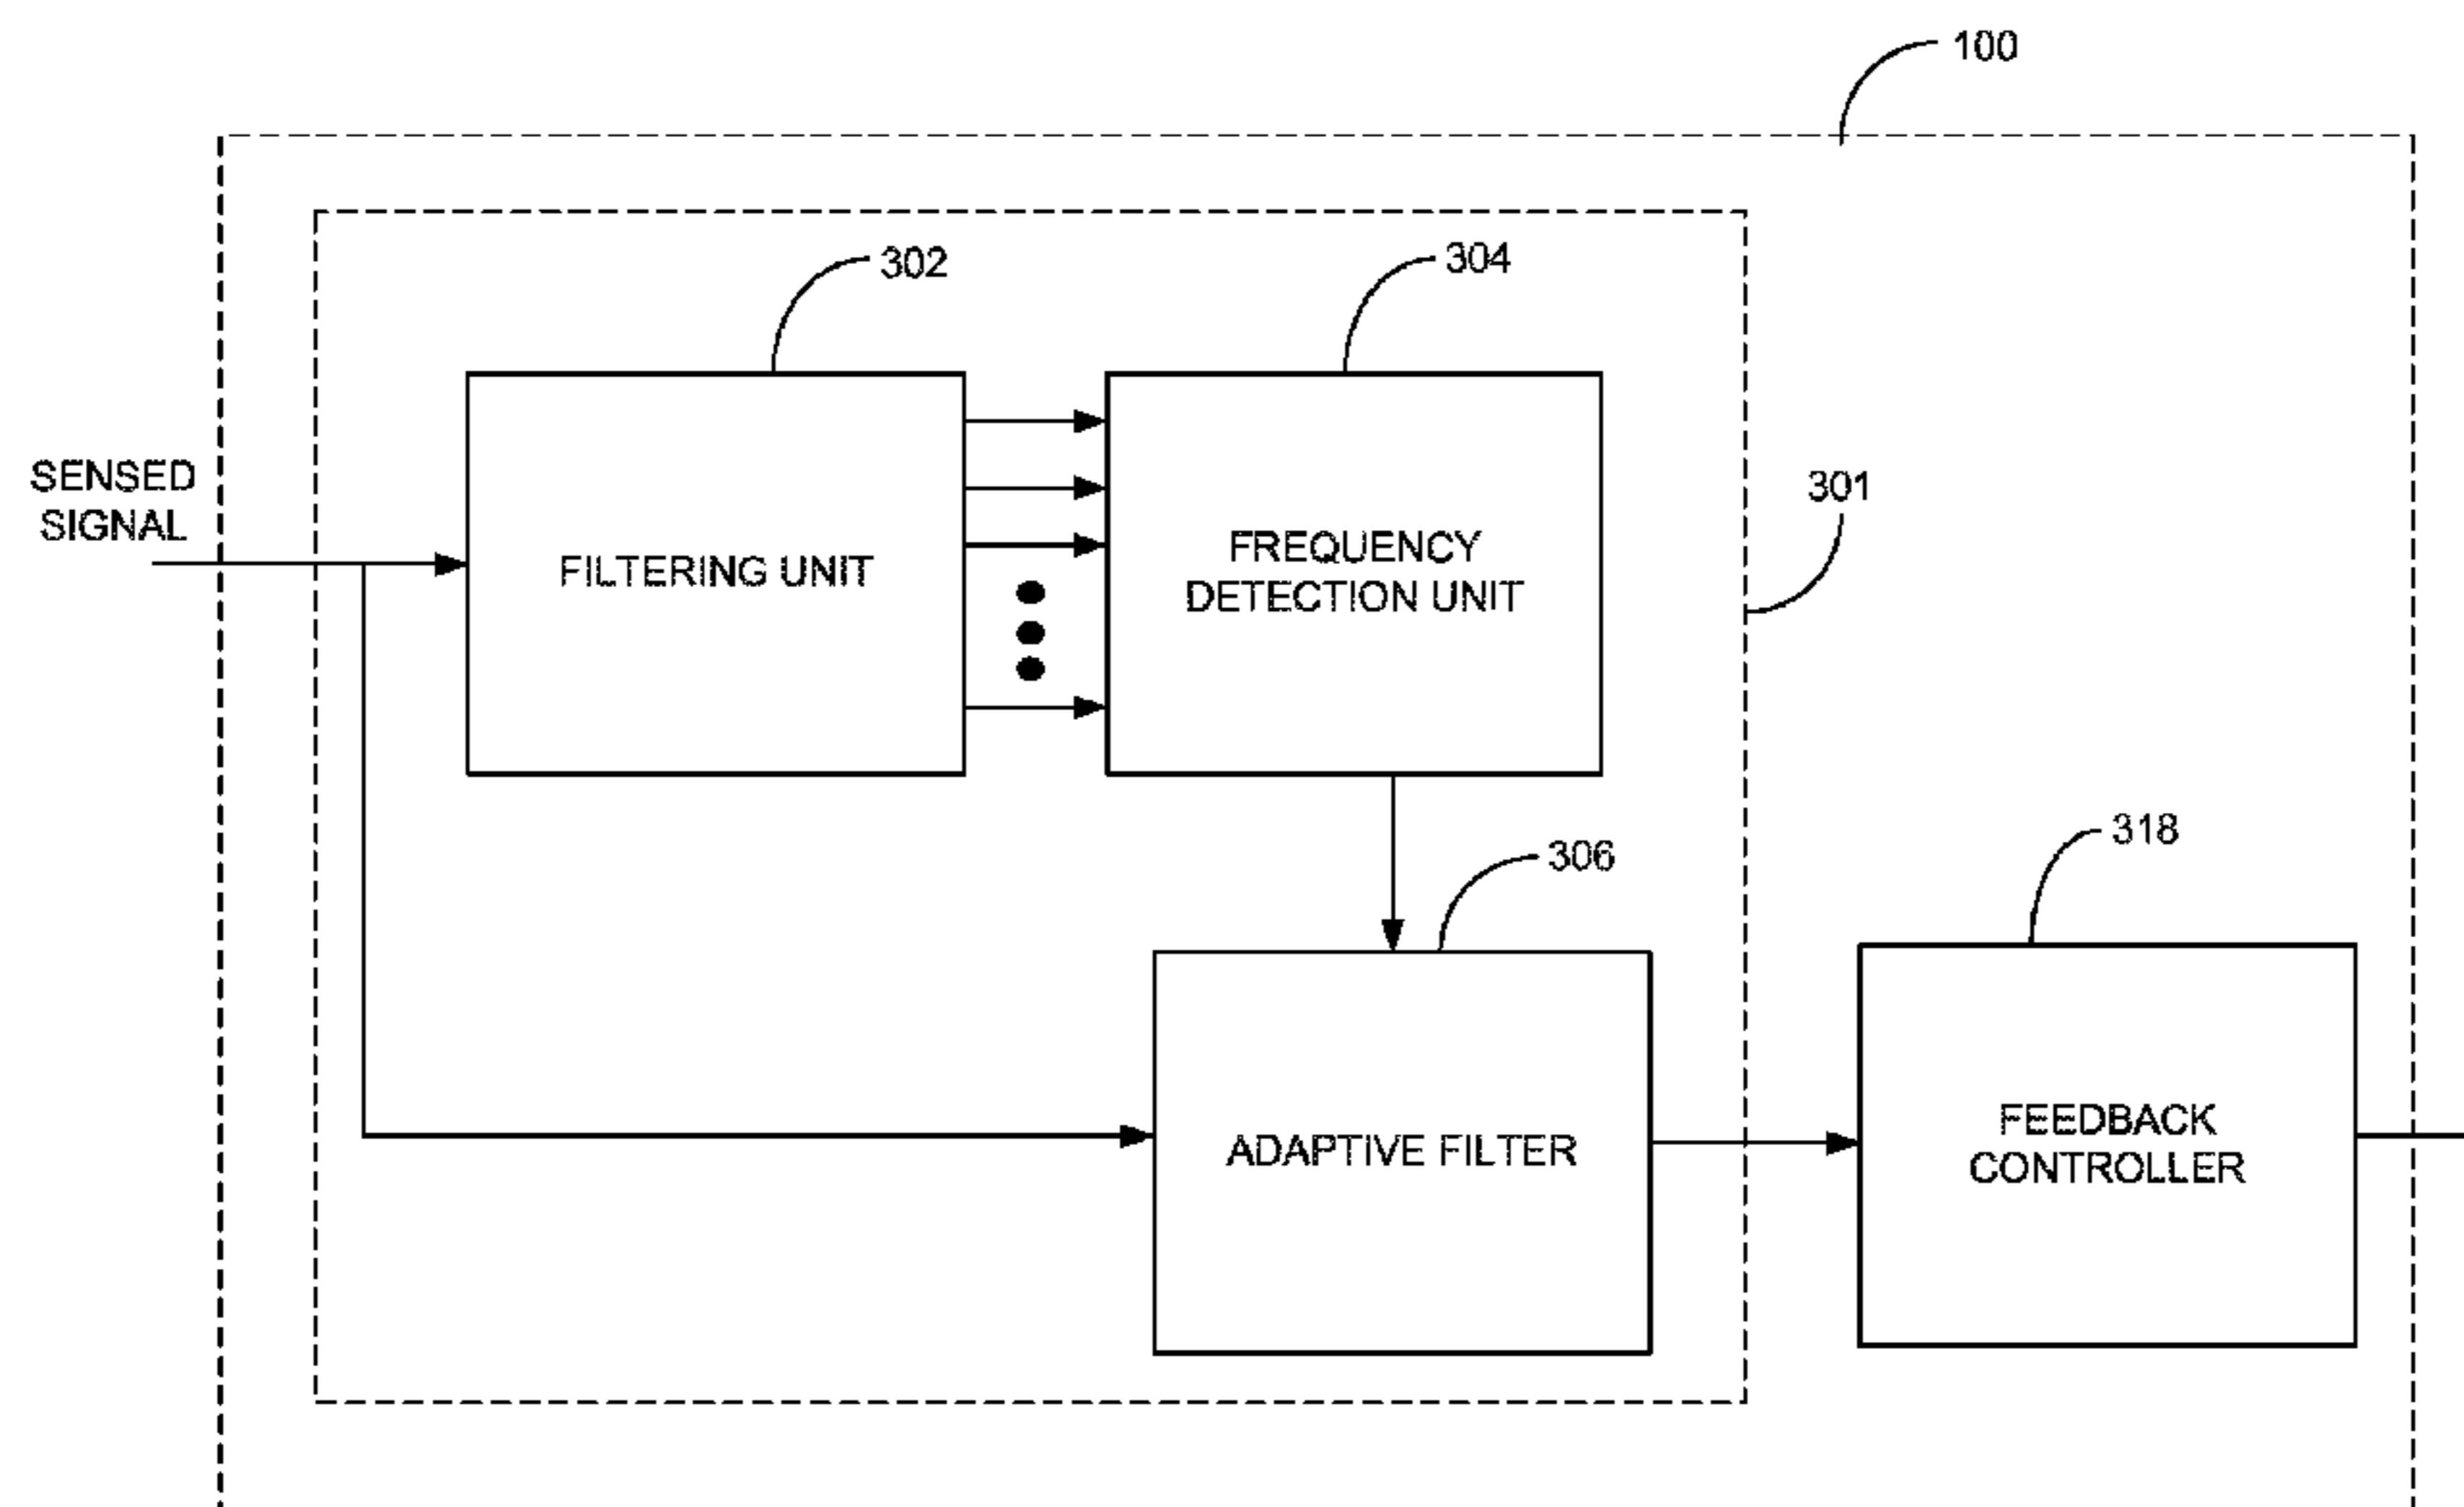 100
302
304
SENSED
SIGNAL
301
FILTERING UNIT
FREQUENCY
DETECTION UNIT
318
306
ADAPTIVE FILTER
FEEDBACK
CONTROLLER